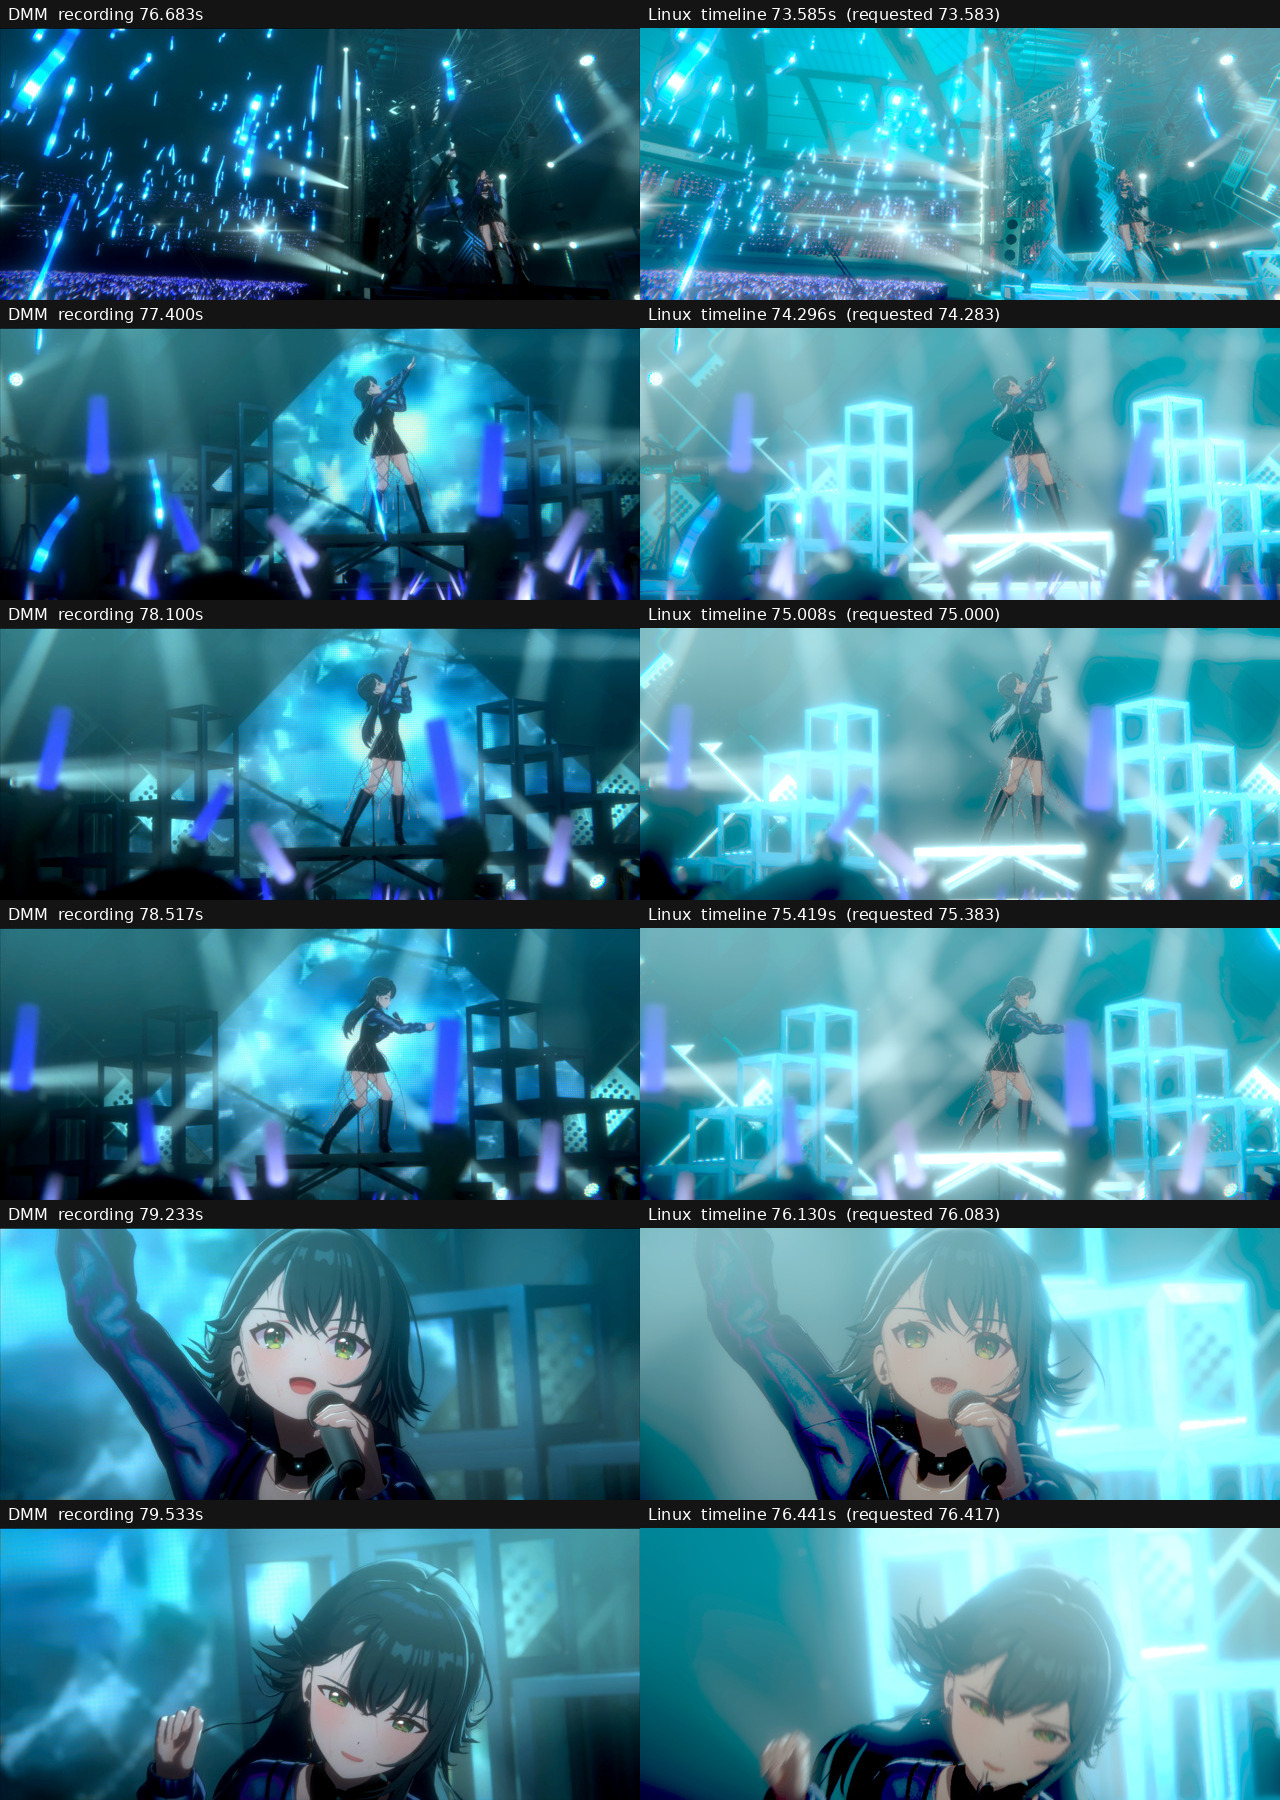 DMM  recording 76.683s
Linux  timeline 73.585s  (requested 73.583)
DMM  recording 77.400s
Linux  timeline 74.296s  (requested 74.283)
DMM  recording 78.100s
Linux  timeline 75.008s  (requested 75.000)
DMM  recording 78.517s
Linux  timeline 75.419s  (requested 75.383)
DMM  recording 79.233s
Linux  timeline 76.130s  (requested 76.083)
DMM  recording 79.533s
Linux  timeline 76.441s  (requested 76.417)